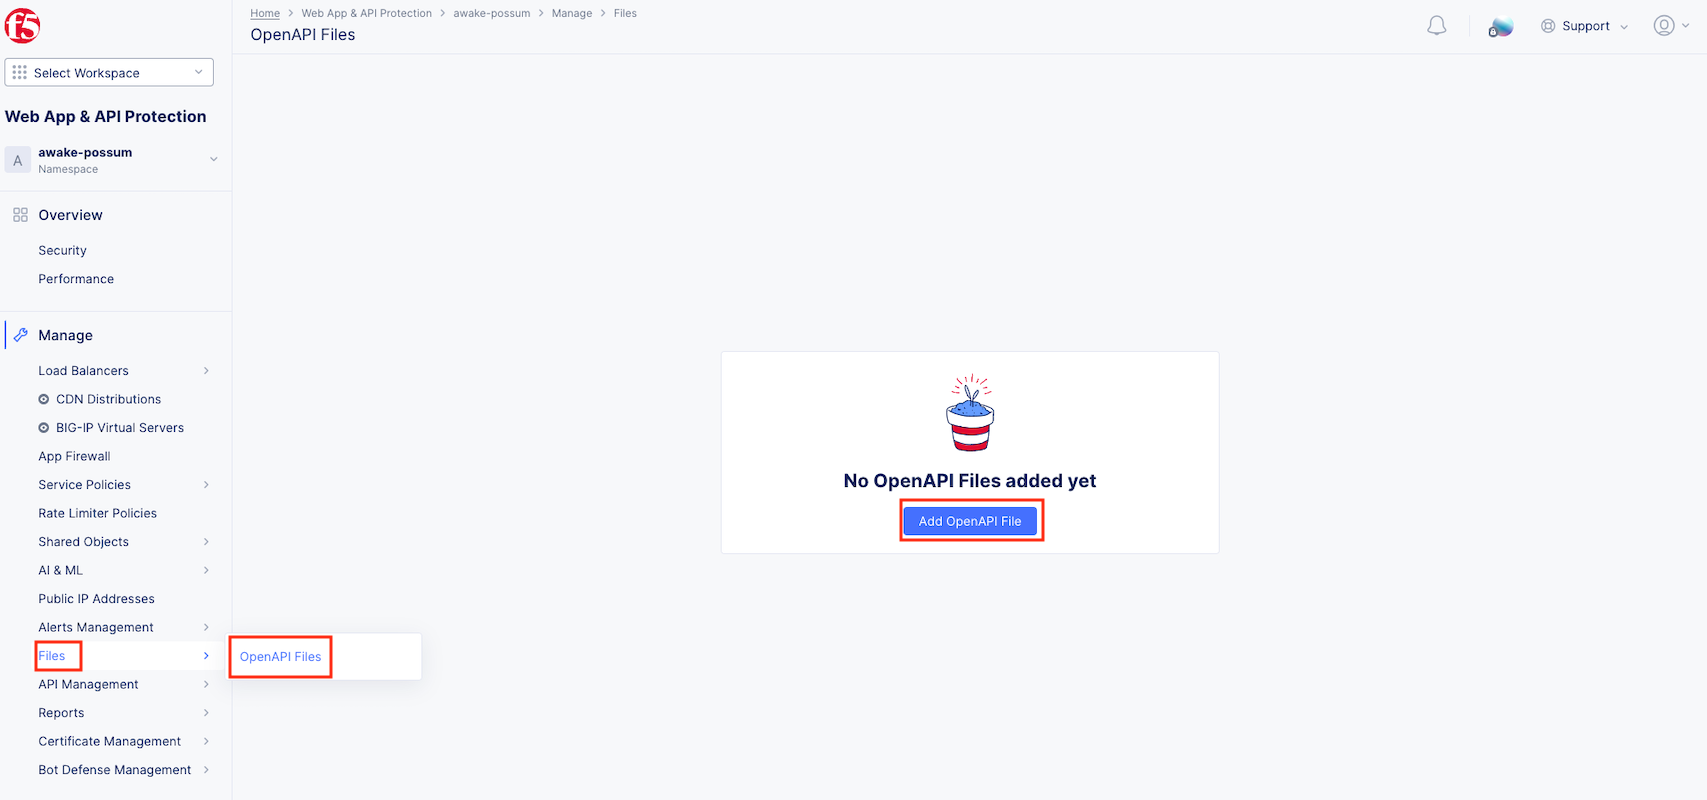 f5
Home > Web App & API Protection > awake-possum > Manage > Files
OpenAPI Files
Support
Select Workspace
Web App & API Protection
A
awake-possum
Namespace
Overview
Security
Performance
Manage
Load Balancers
CDN Distributions
BIG-IP Virtual Servers
App Firewall
Service Policies
Rate Limiter Policies
Shared Objects
AI & ML
Public IP Addresses
Alerts Management
Files
OpenAPI Files
API Management
Reports
Certificate Management
Bot Defense Management
No OpenAPI Files added yet
Add OpenAPI File